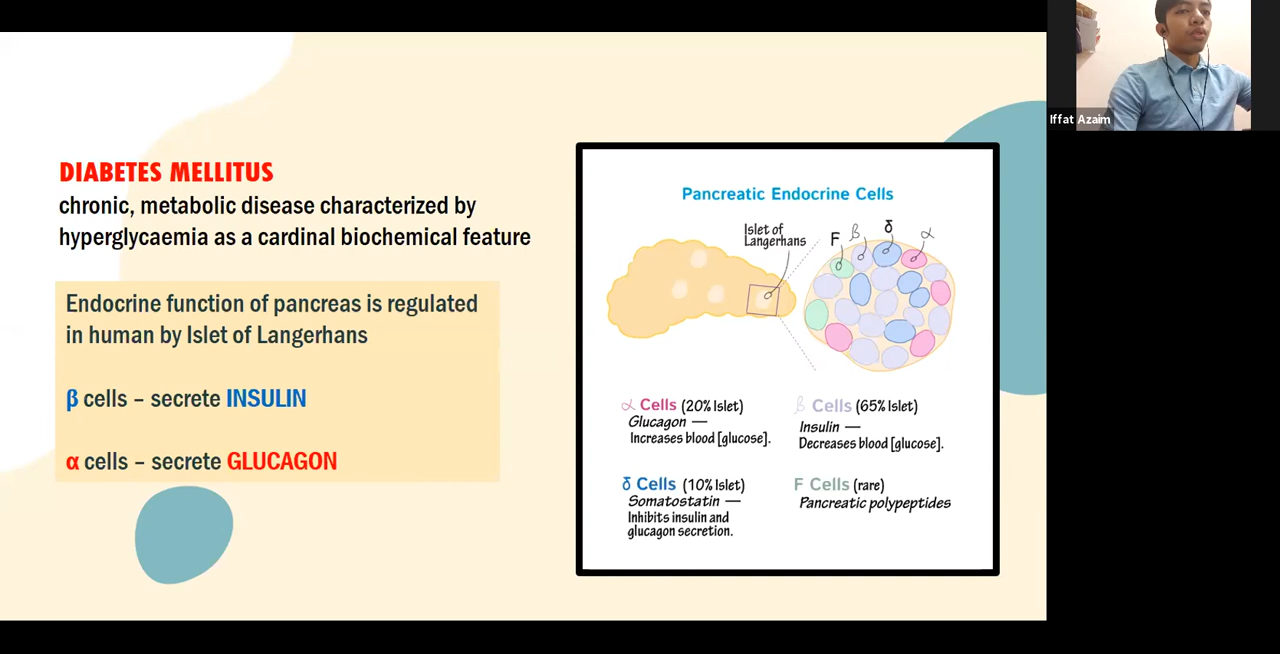 DIABETES MELLITUS
chronic, metabolic disease characterized by
hyperglycaemia as a cardinal biochemical feature
Endocrine function of pancreas is regulated
in human by Islet of Langerhans
β cells – secrete INSULIN
α cells – secrete GLUCAGON
Pancreatic Endocrine Cells
Islet of
Langerhans
F β δ α
α Cells (20% Islet)
Glucagon —
Increases blood [glucose].
β Cells (65% Islet)
Insulin —
Decreases blood [glucose].
δ Cells (10% Islet)
Somatostatin —
Inhibits insulin and
glucagon secretion.
F Cells (rare)
Pancreatic polypeptides
Iffat Azaim